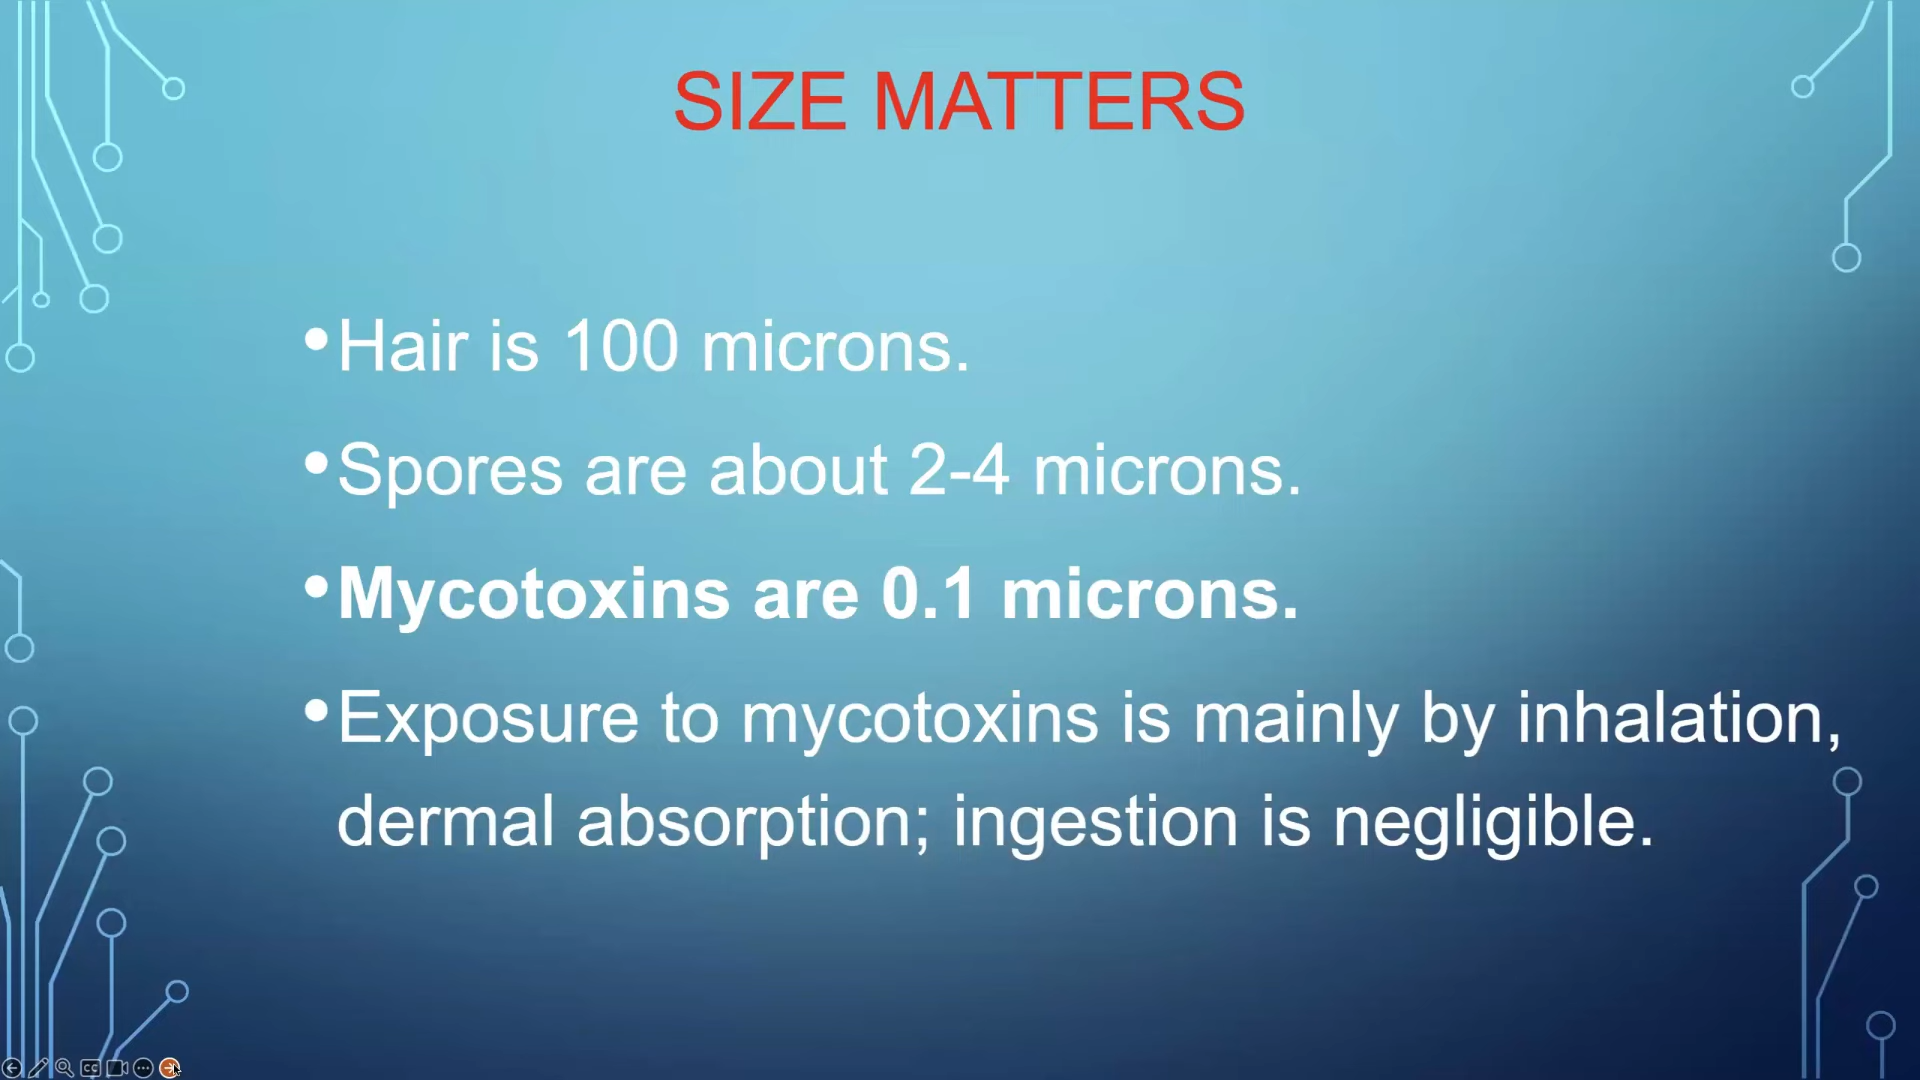 SIZE MATTERS
•Hair is 100 microns.
•Spores are about 2-4 microns.
•Mycotoxins are 0.1 microns.
•Exposure to mycotoxins is mainly by inhalation,
dermal absorption; ingestion is negligible.
CC